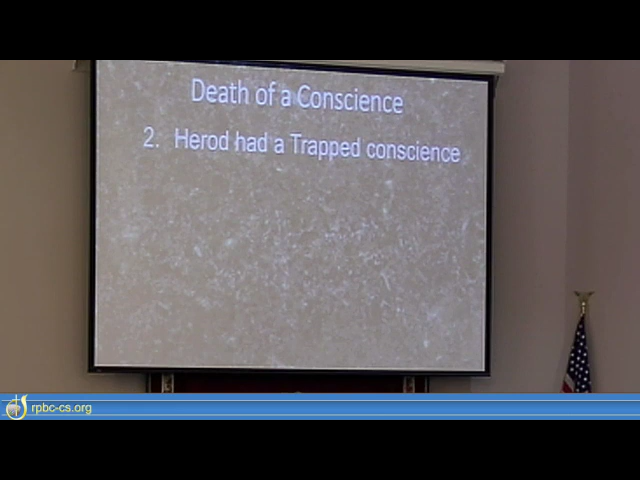 Death of a Conscience
2. Herod had a Trapped conscience
rpbc-cs.org